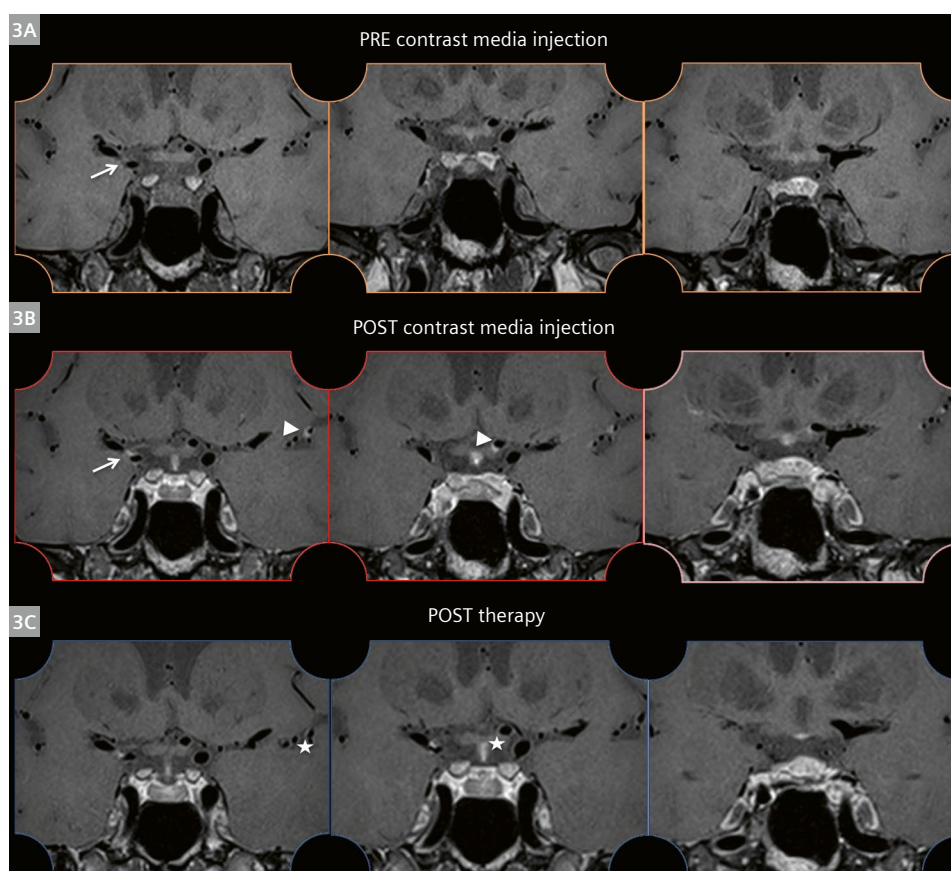 3A
PRE contrast media injection
3B
POST contrast media injection
3C
POST therapy